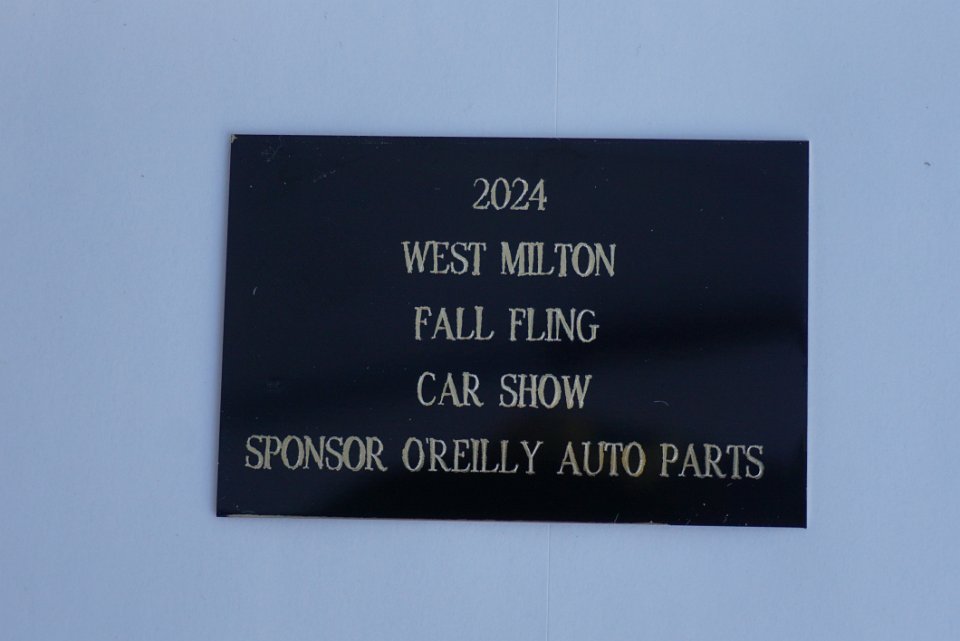 2024
WEST MILTON
FALL FLING
CAR SHOW
SPONSOR O'REILLY AUTO PARTS